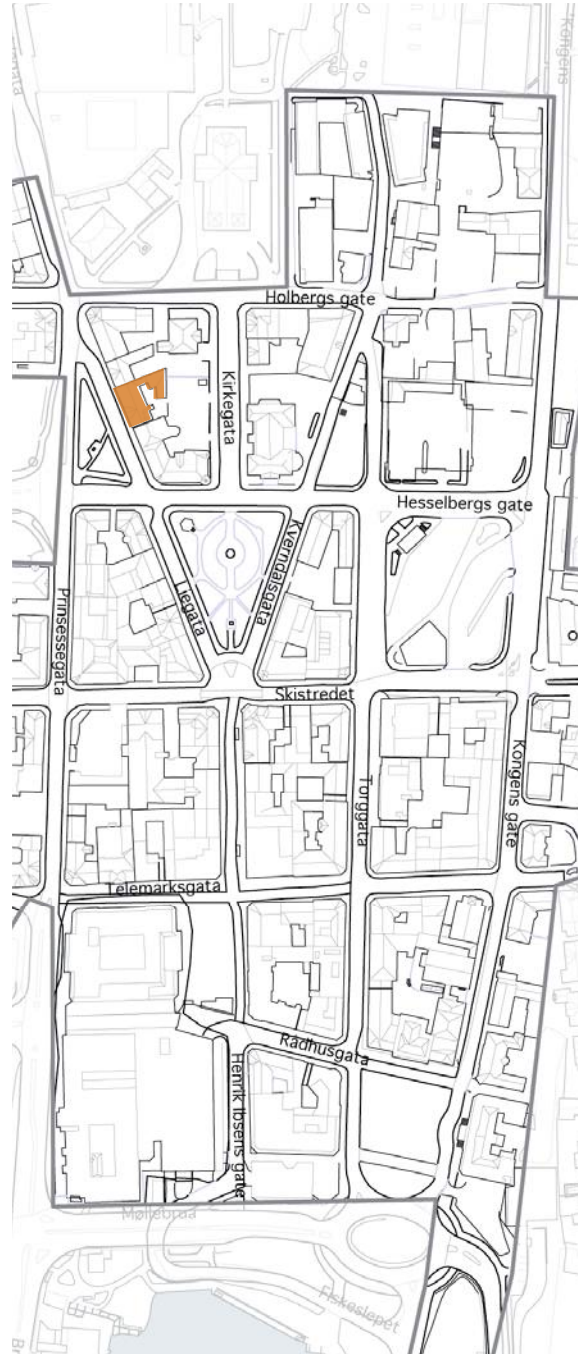 Kongens
Holbergs gate
Kirkegata
Hesselbergs gate
Kverndalsgata
Liegata
Prinsessegata
Skistredet
Kongens gate
Torggata
Telemarksgata
Rådhusgata
Henrik Ibsens gate
Møllebrua
Fiskeslepet